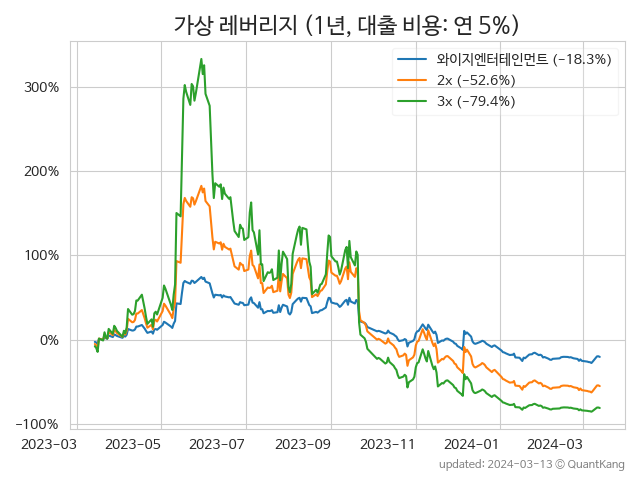 가상 레버리지 (1년, 대출 비용: 연 5%)
와이지엔터테인먼트 (-18.3%)
2x (-52.6%)
3x (-79.4%)
300%
200%
100%
0%
-100%
2023-03 2023-05 2023-07 2023-09 2023-11 2024-01 2024-03
updated: 2024-03-13 © QuantKang